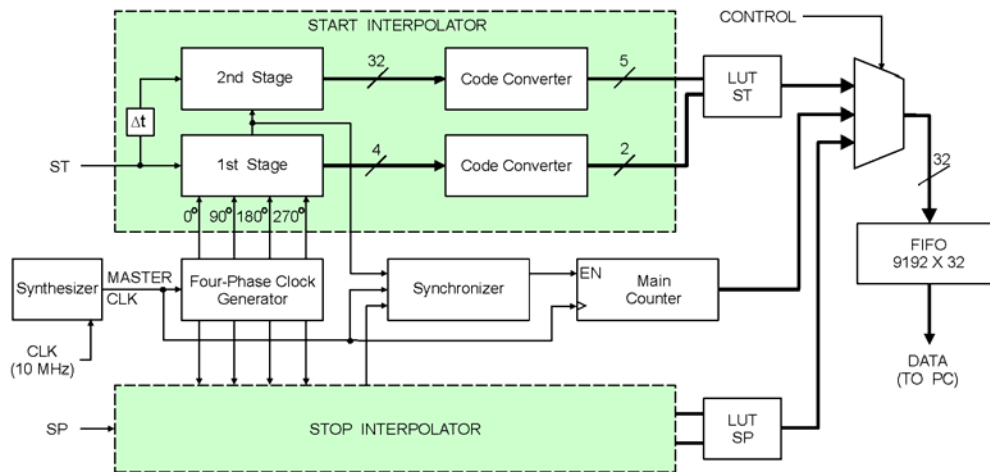 START INTERPOLATOR
CONTROL
2nd Stage
32
Code Converter
5
LUT
ST
Δt
ST
1st Stage
4
Code Converter
2
0° 90° 180° 270°
32
FIFO
9192 X 32
Synthesizer
MASTER
CLK
Four-Phase Clock
Generator
Synchronizer
EN
Main
Counter
CLK
(10 MHz)
DATA
(TO PC)
SP
STOP INTERPOLATOR
LUT
SP